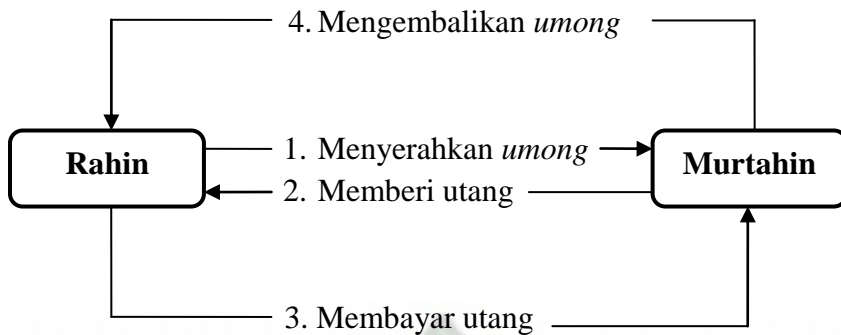 4. Mengembalikan umong
Rahin
1. Menyerahkan umong
2. Memberi utang
Murtahin
3. Membayar utang